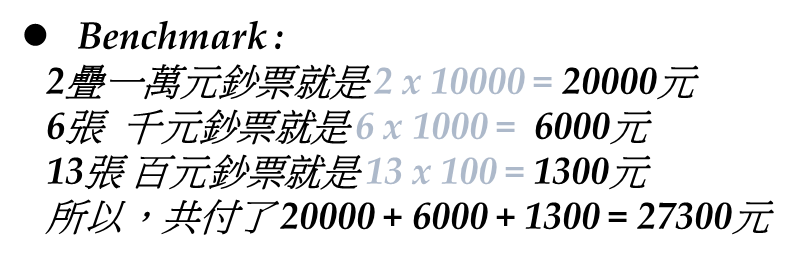 ● Benchmark :
2疊一萬元鈔票就是2 x 10000 = 20000元
6張 千元鈔票就是6 x 1000 = 6000元
13張 百元鈔票就是13 x 100 = 1300元
所以，共付了20000 + 6000 + 1300 = 27300元